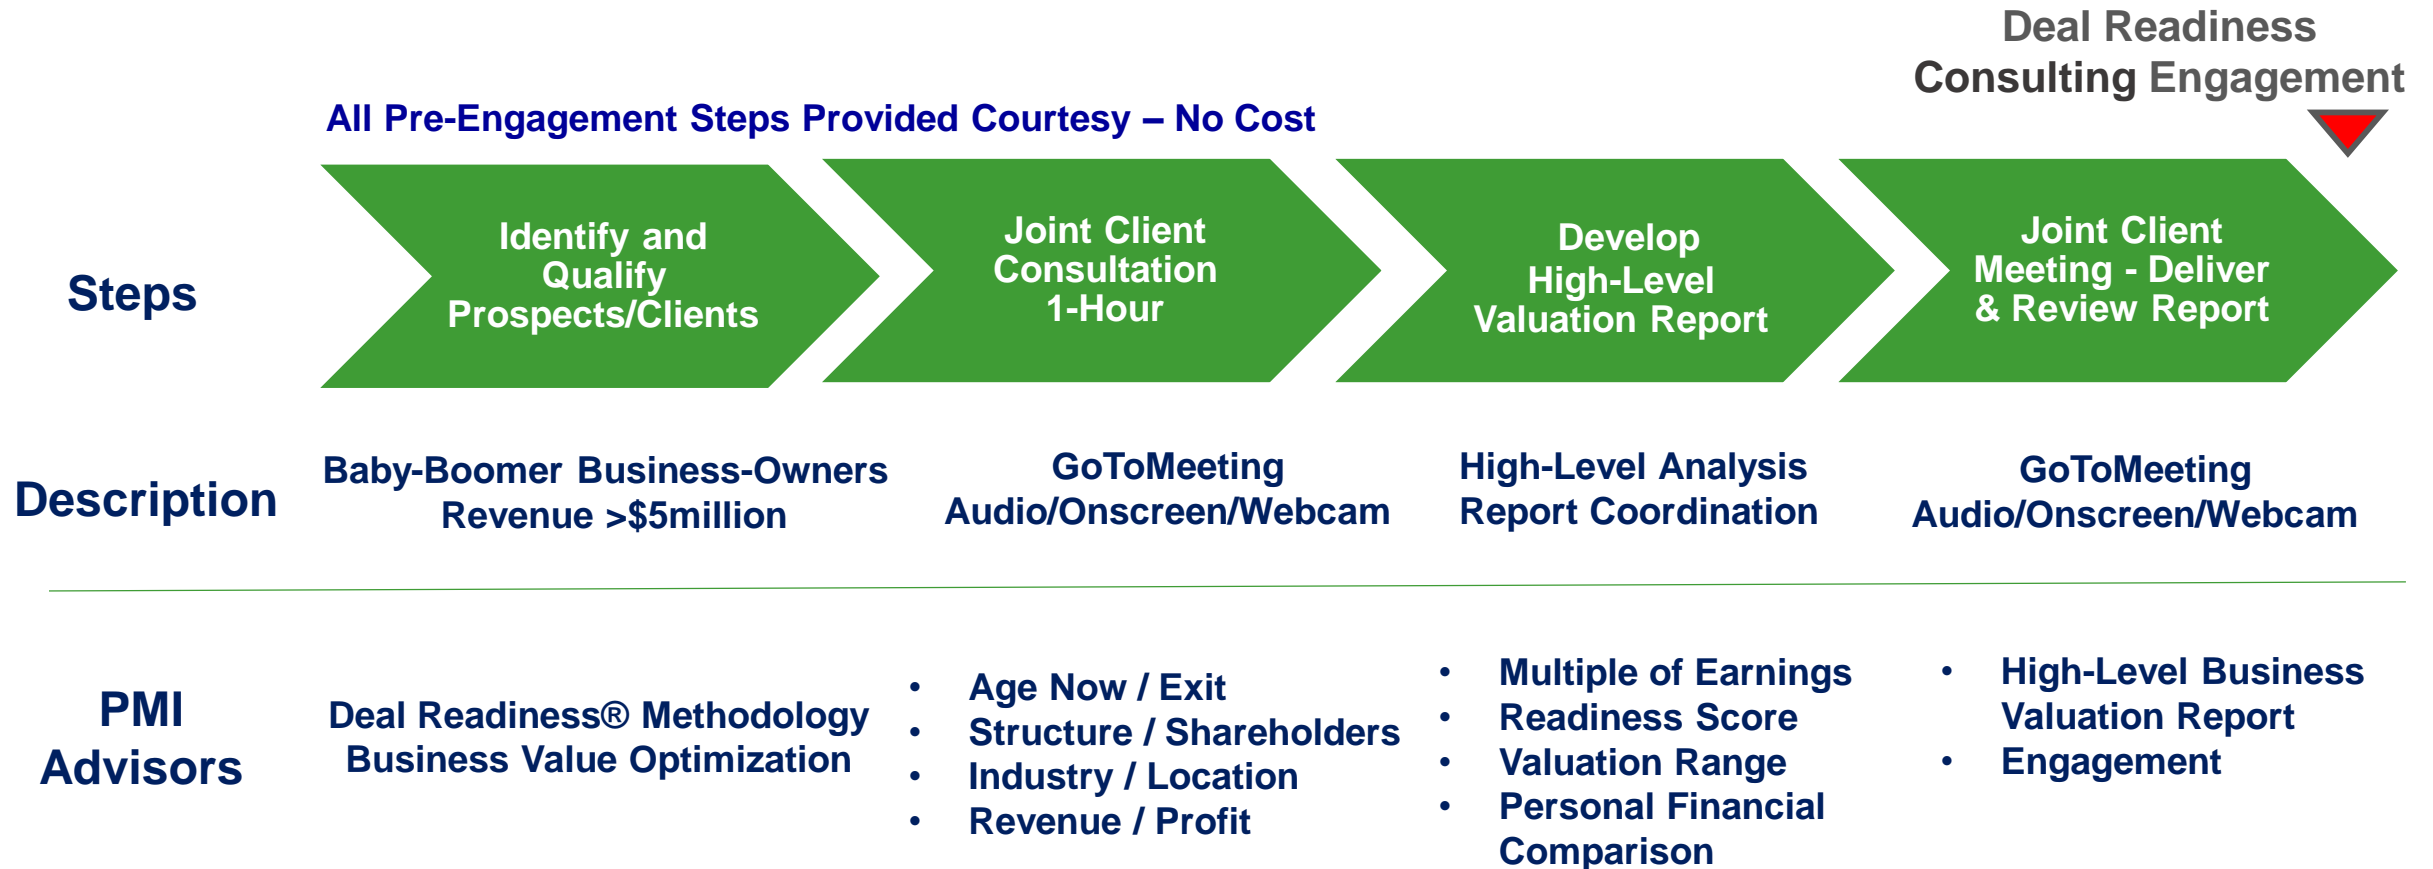 Deal Readiness
Consulting Engagement
All Pre-Engagement Steps Provided Courtesy – No Cost
Steps
Identify and
Qualify
Prospects/Clients
Joint Client
Consultation
1-Hour
Develop
High-Level
Valuation Report
Joint Client
Meeting - Deliver
& Review Report
Description
Baby-Boomer Business-Owners
Revenue >$5million
GoToMeeting
Audio/Onscreen/Webcam
High-Level Analysis
Report Coordination
GoToMeeting
Audio/Onscreen/Webcam
PMI
Advisors
Deal Readiness® Methodology
Business Value Optimization
• Age Now / Exit
• Structure / Shareholders
• Industry / Location
• Revenue / Profit
• Multiple of Earnings
• Readiness Score
• Valuation Range
• Personal Financial
Comparison
• High-Level Business
Valuation Report
• Engagement